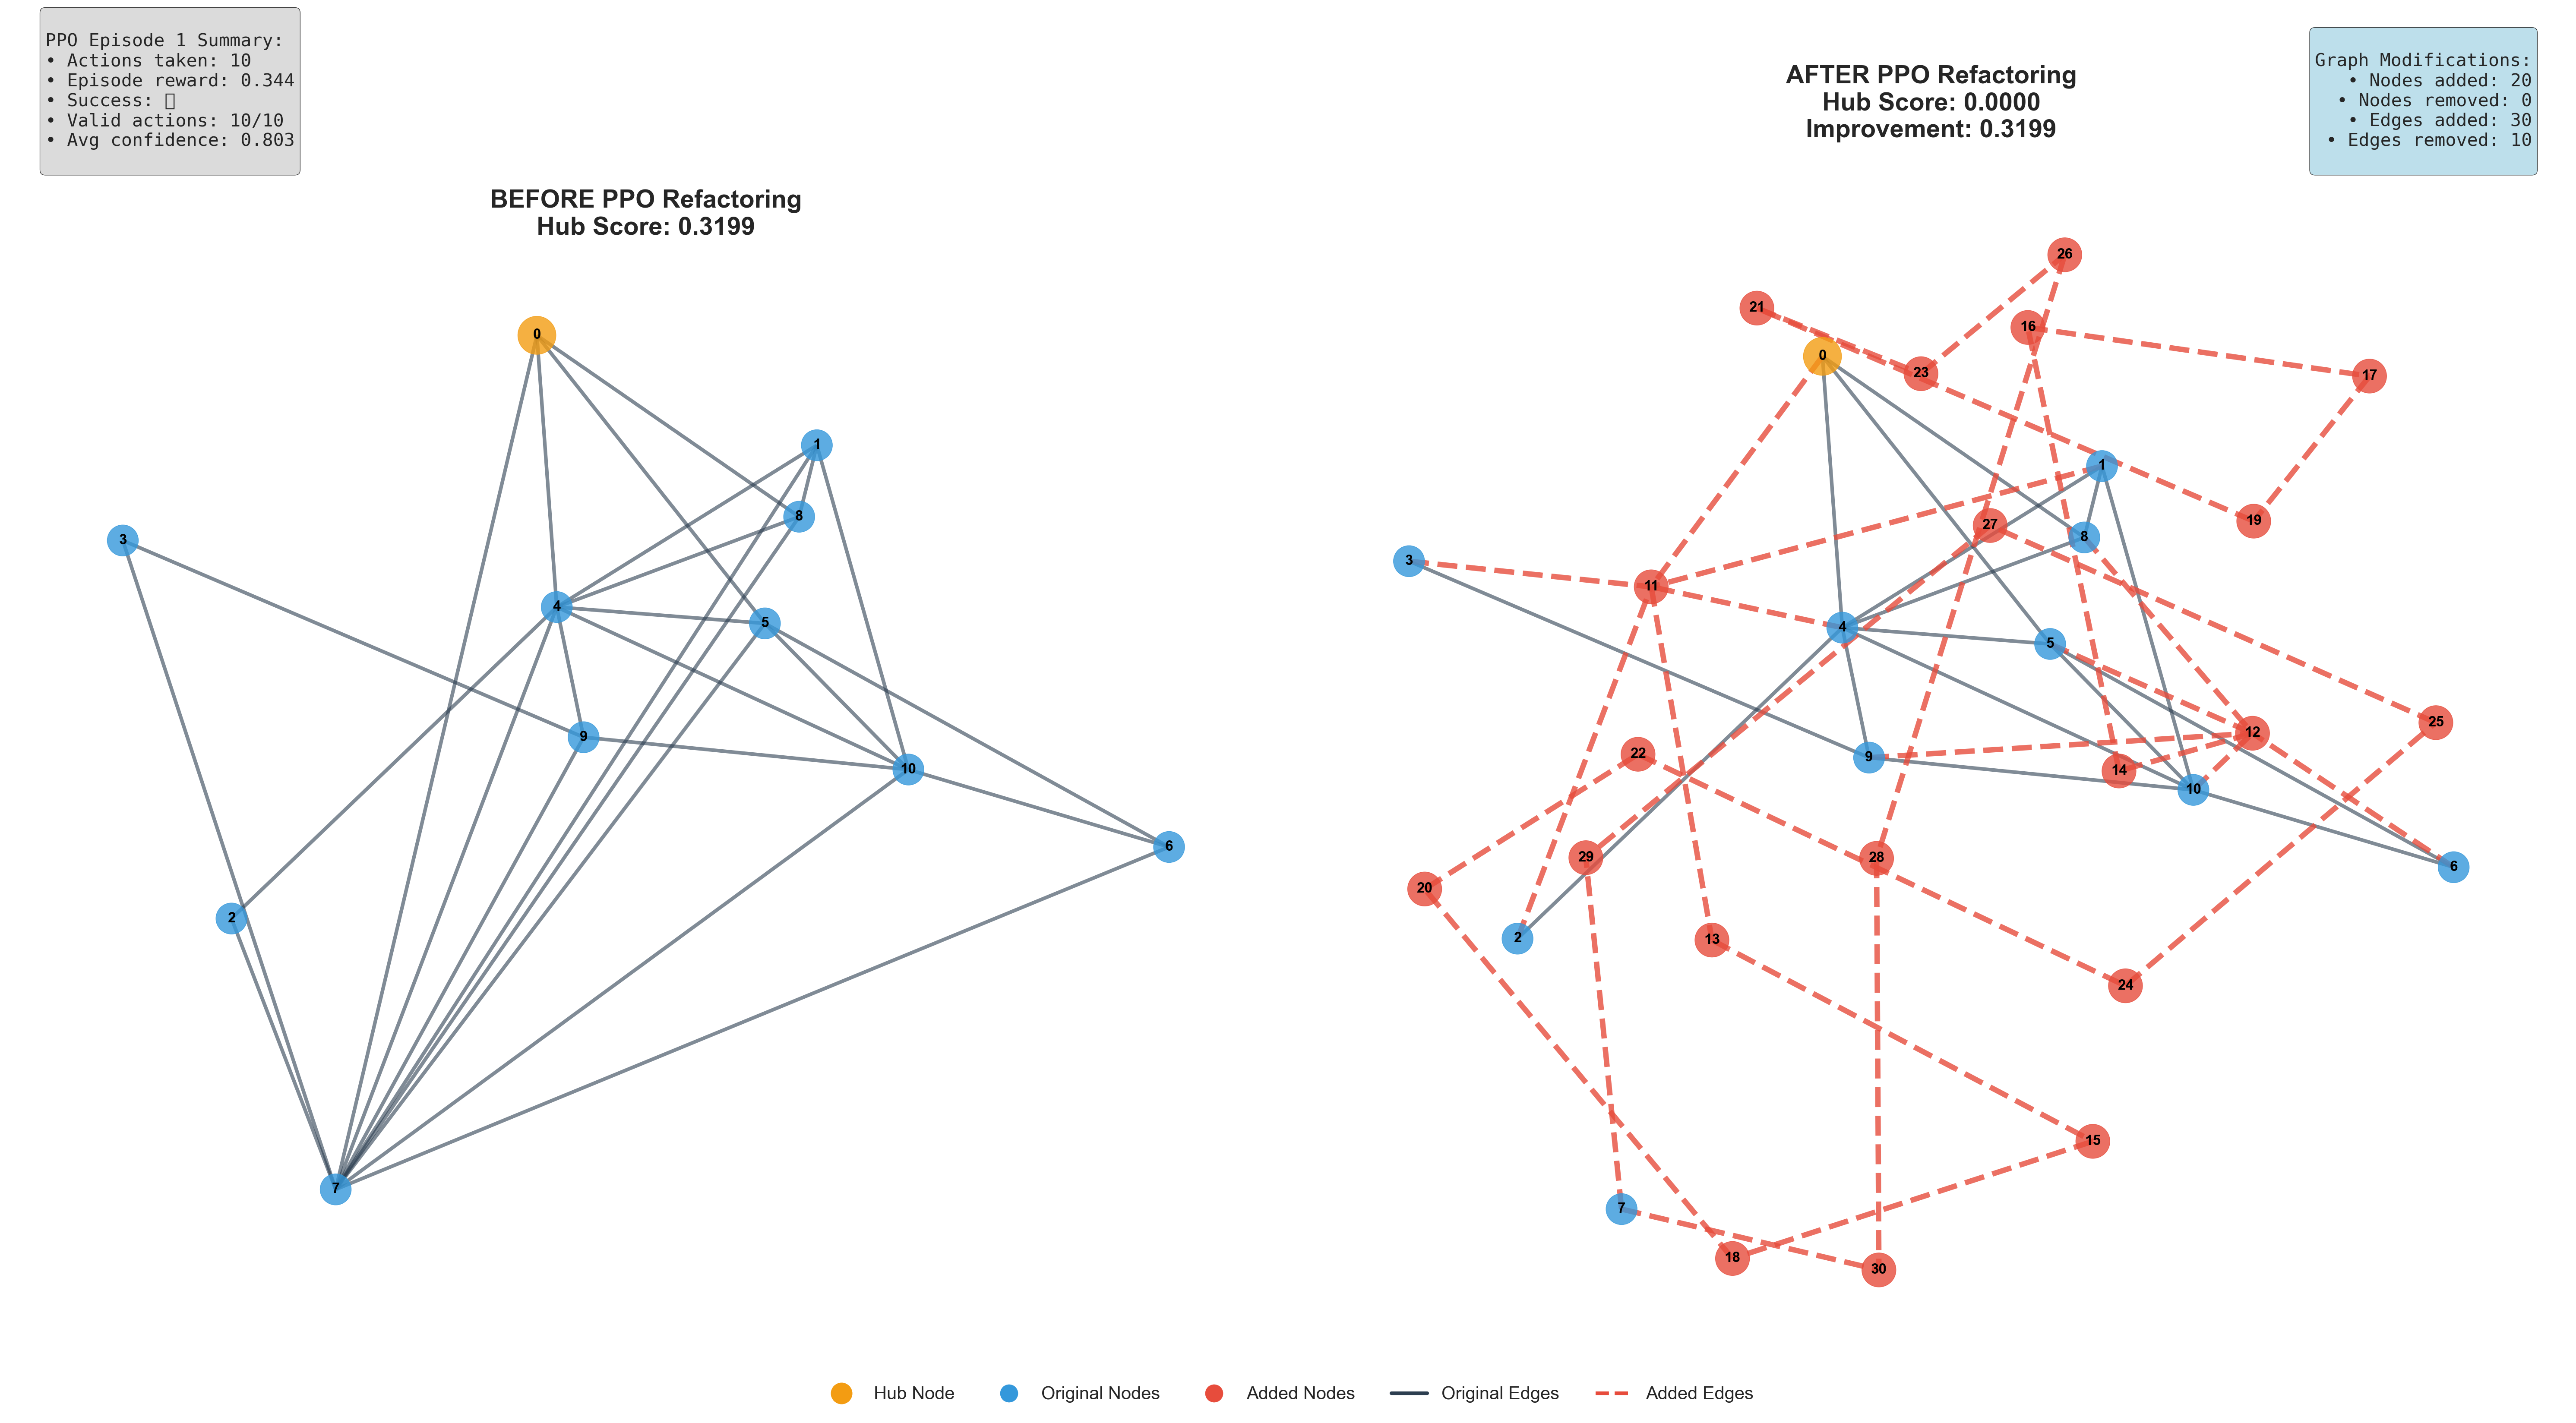 PPO Episode 1 Summary:
• Actions taken: 10
• Episode reward: 0.344
• Success: 
• Valid actions: 10/10
• Avg confidence: 0.803
BEFORE PPO Refactoring
Hub Score: 0.3199
0
1
8
3
4
5
9
10
6
2
7
AFTER PPO Refactoring
Hub Score: 0.0000
Improvement: 0.3199
Graph Modifications:
• Nodes added: 20
• Nodes removed: 0
• Edges added: 30
• Edges removed: 10
26
21
16
0
23
17
1
19
27
8
3
11
4
5
25
12
22
9
14
10
29
28
6
20
2
13
24
15
7
18
30
Hub Node
Original Nodes
Added Nodes
Original Edges
Added Edges